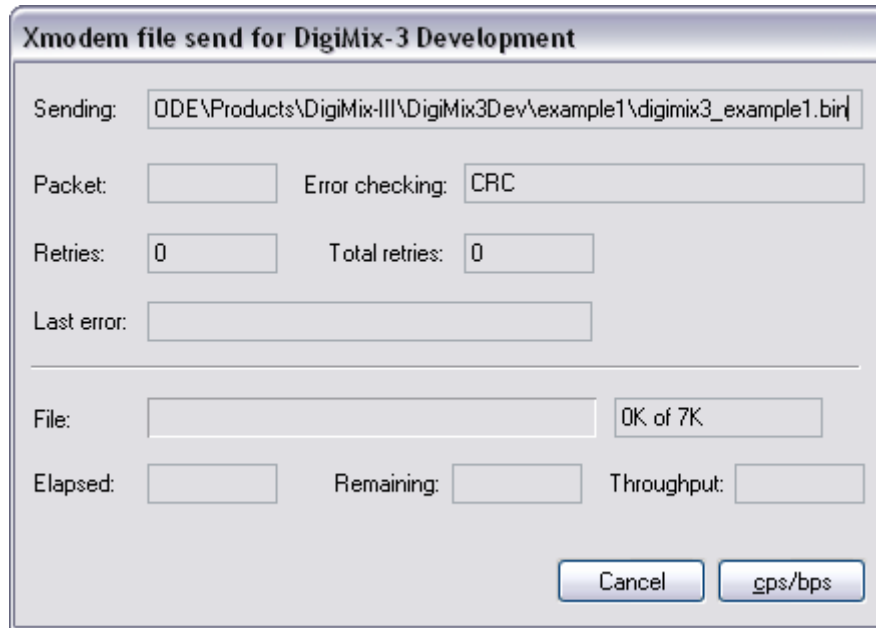 Xmodem file send for DigiMix-3 Development
Sending: ODE\Products\DigiMix-III\DigiMix3Dev\example1\digimix3_example1.bin
Packet: Error checking: CRC
Retries: 0 Total retries: 0
Last error:
File: 0K of 7K
Elapsed: Remaining: Throughput:
Cancel cps/bps